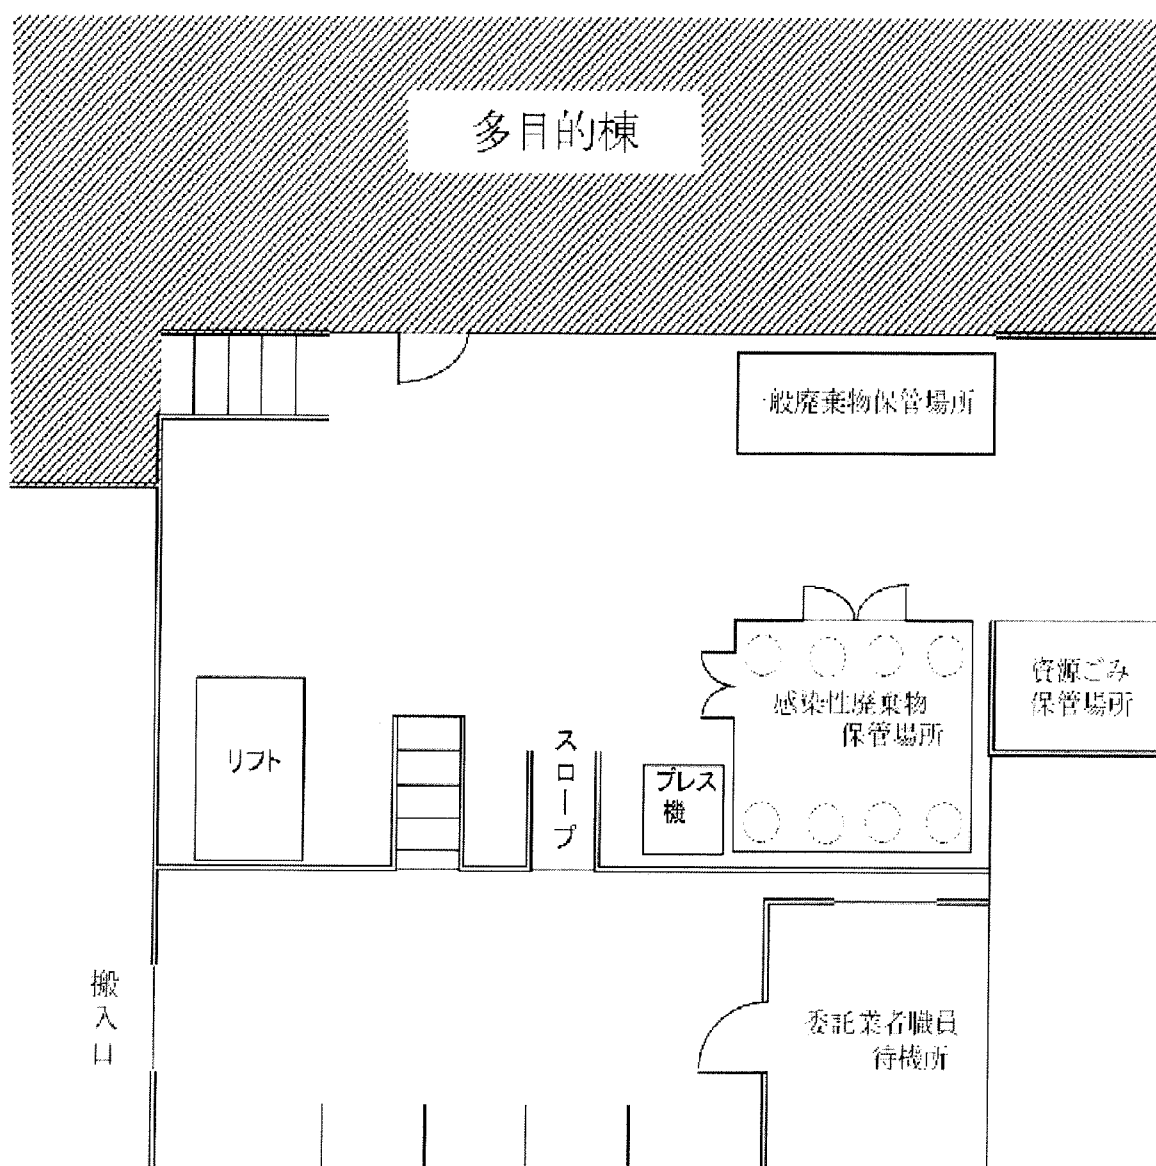 多目的棟
一般廃棄物保管場所
資源ごみ
保管場所
感染性廃棄物
保管場所
リフト
スロープ
プレス
機
搬入口
委託業者職員
待機所